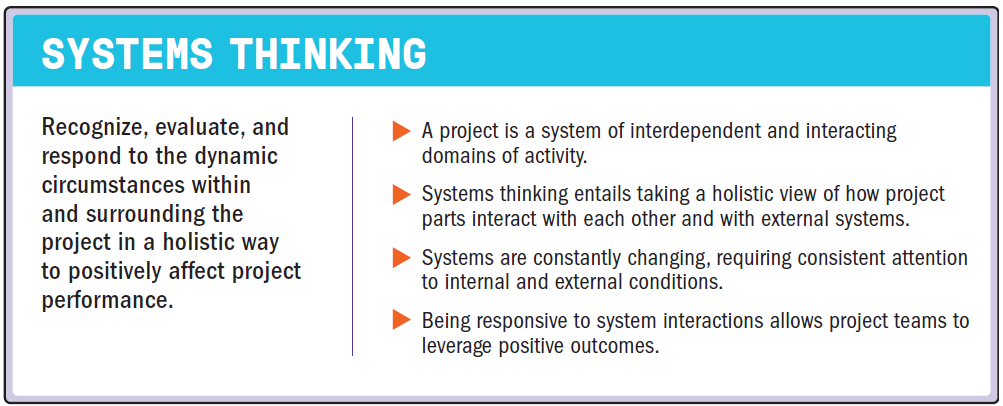 SYSTEMS THINKING
Recognize, evaluate, and
respond to the dynamic
circumstances within
and surrounding the
project in a holistic way
to positively affect project
performance.
A project is a system of interdependent and interacting
domains of activity.
Systems thinking entails taking a holistic view of how project
parts interact with each other and with external systems.
Systems are constantly changing, requiring consistent attention
to internal and external conditions.
Being responsive to system interactions allows project teams to
leverage positive outcomes.